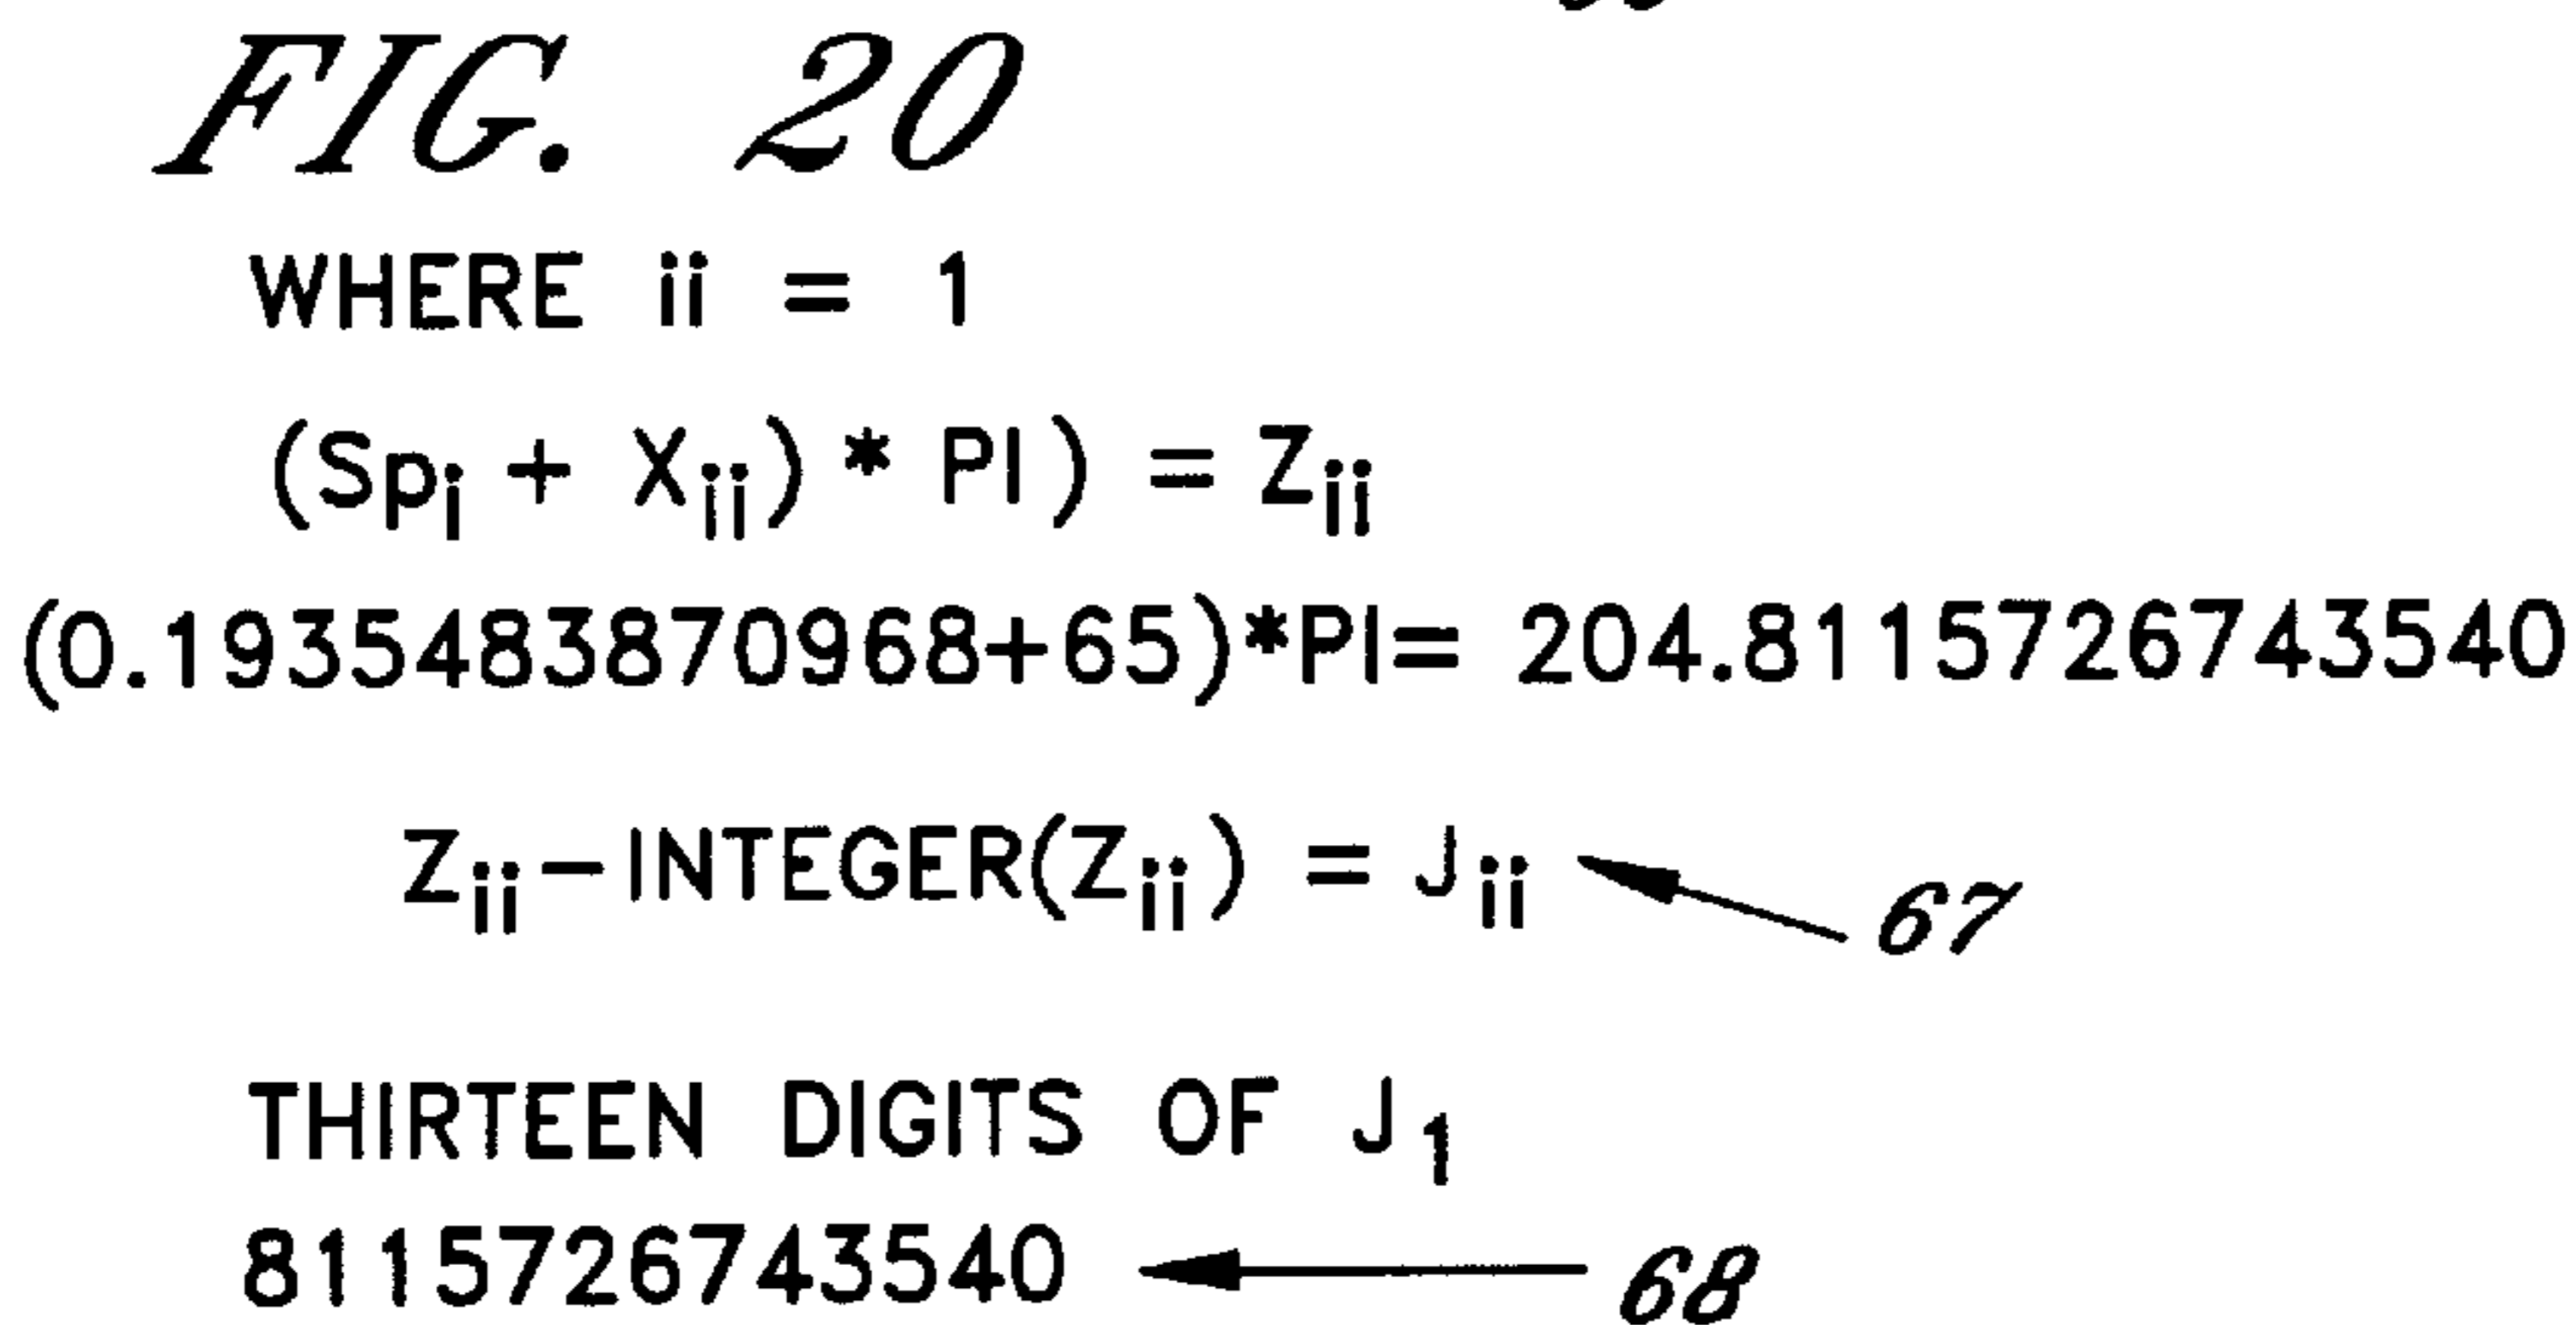 FIG. 20
WHERE ii = 1
(Spi + Xii) * PI) = Zii
(0.1935483870968+65)*PI= 204.8115726743540
Zii-INTEGER(Zii) = Jii 67
THIRTEEN DIGITS OF J1
8115726743540 68